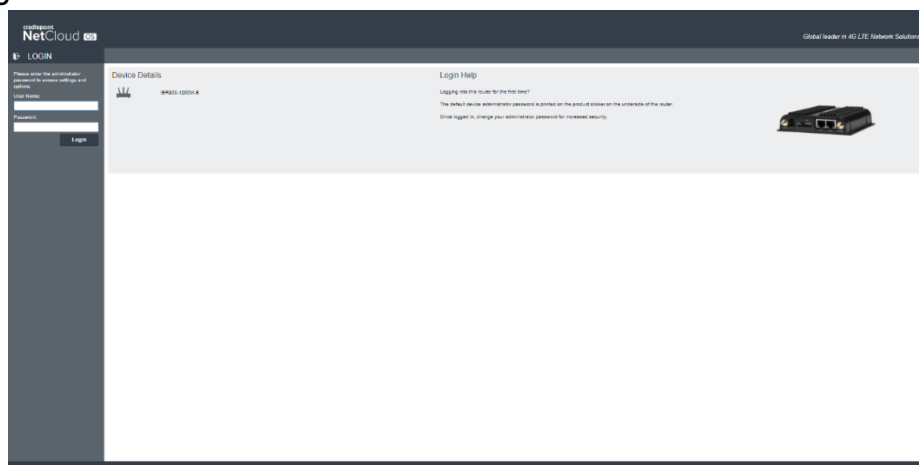 cradlepoint
NetCloud OS
Global leader in 4G LTE Network Solutions
LOGIN
Please enter the administrator
password to access settings and
options.
User Name:
Password:
Login
Device Details
IBR900-1200M-B
Login Help
Logging into this router for the first time?
The default device administrator password is printed on the product sticker on the underside of the router.
Once logged in, change your administrator password for increased security.